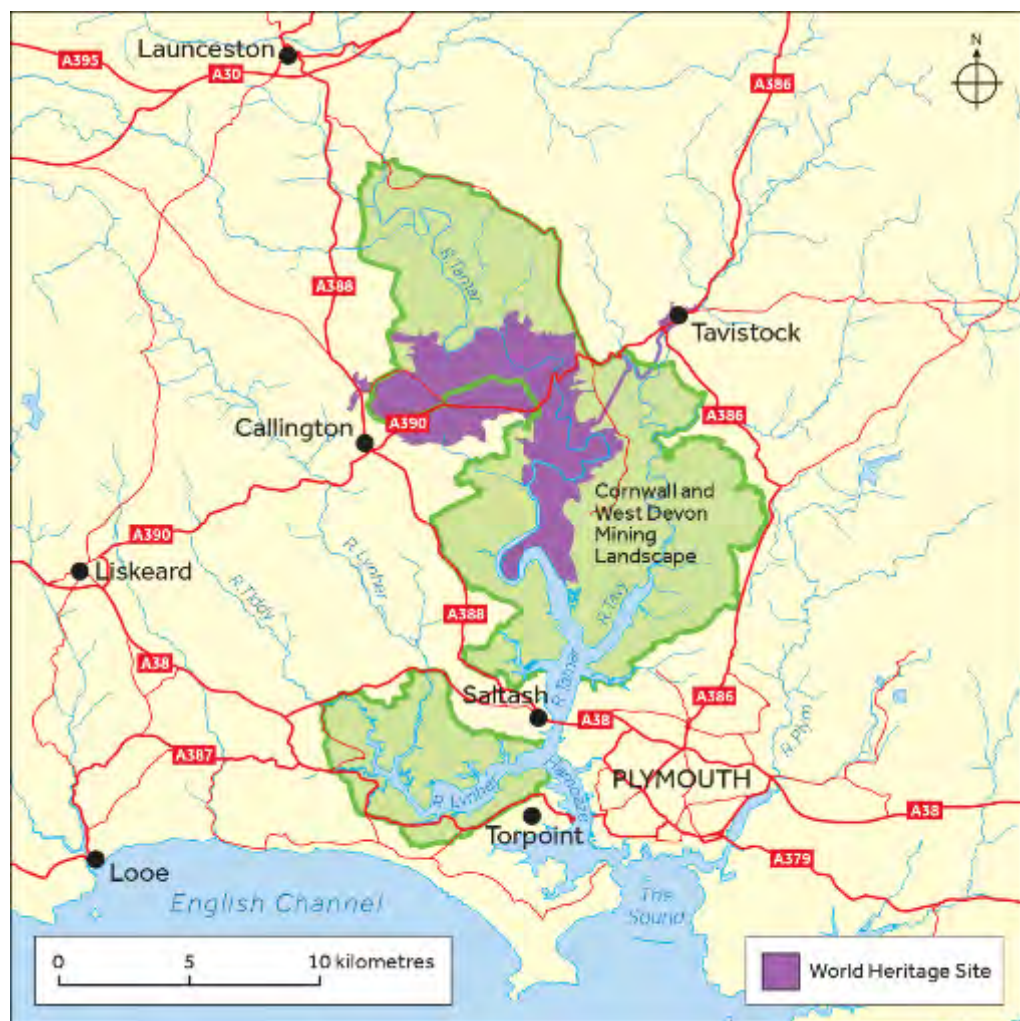 Launceston
N
A395
A30
A386
R.Tamar
A388
Tavistock
A390
A386
Callington
Cornwall and
West Devon
Mining
Landscape
A390
R.Lynher
Liskeard
R.Tiddy
R.Tavy
A388
A38
R.Tamar
Saltash
A38
A386
R.Plym
A387
PLYMOUTH
R. Lynher
Hamoaze
A38
Torpoint
A379
Looe
The
Sound
English Channel
0 5 10 kilometres
World Heritage Site